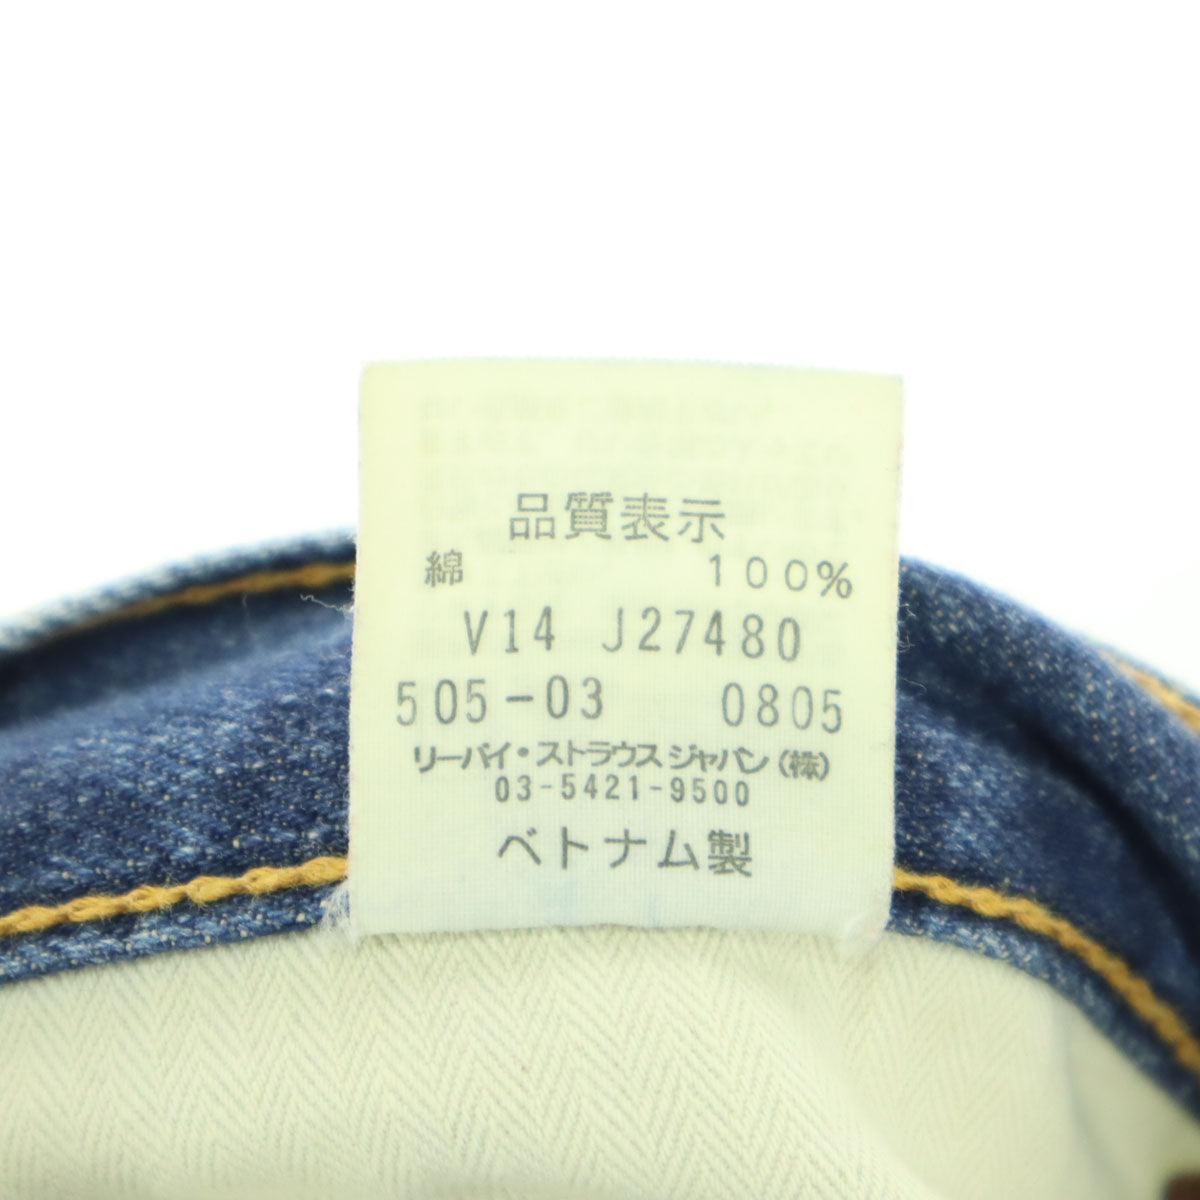 品質表示
綿 100%
V14 J27480
505-03 0805
リーバイ・ストラウス ジャパン(株)
03-5421-9500
ベトナム製